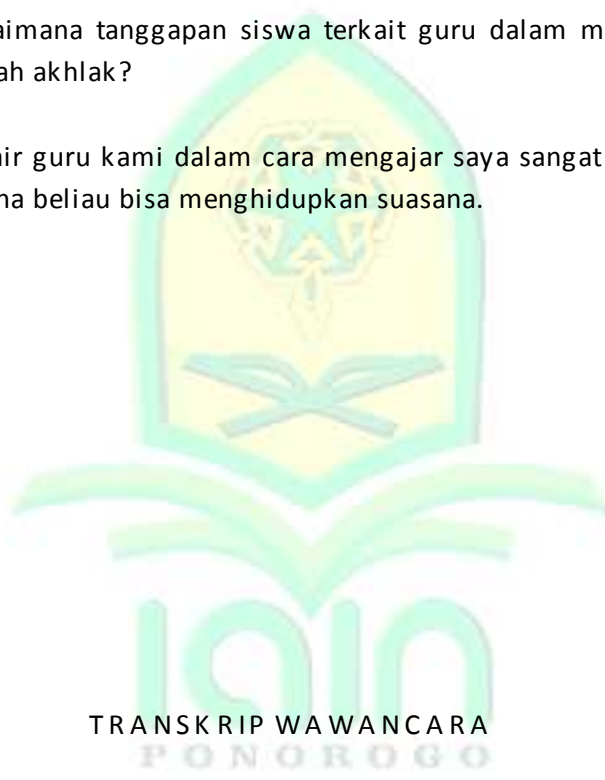 aimana tanggapan siswa terkait guru dalam m
ah akhlak?
ir guru kami dalam cara mengajar saya sangat
na beliau bisa menghidupkan suasana.
iain
TRANSKRIP WAWANCARA
PONOROGO